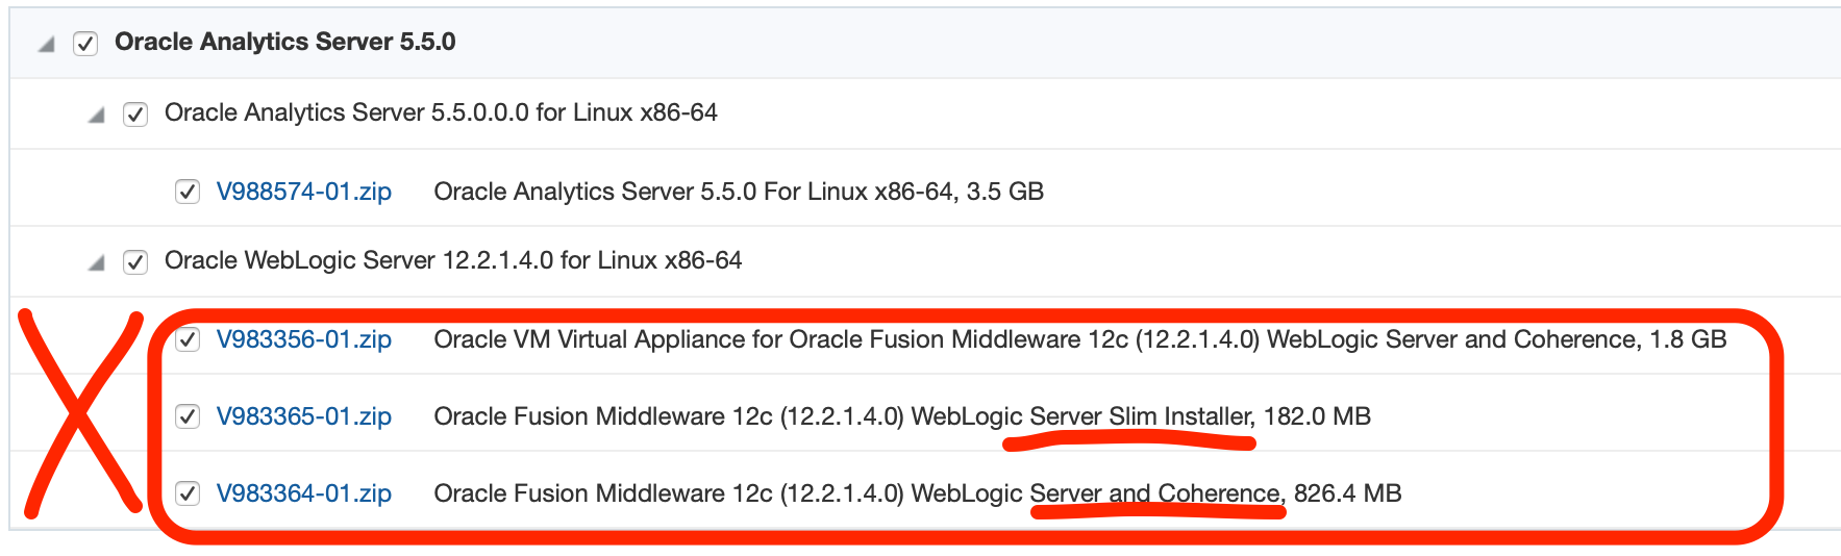 Oracle Analytics Server 5.5.0
Oracle Analytics Server 5.5.0.0.0 for Linux x86-64
V988574-01.zip Oracle Analytics Server 5.5.0 For Linux x86-64, 3.5 GB
Oracle WebLogic Server 12.2.1.4.0 for Linux x86-64
V983356-01.zip Oracle VM Virtual Appliance for Oracle Fusion Middleware 12c (12.2.1.4.0) WebLogic Server and Coherence, 1.8 GB
V983365-01.zip Oracle Fusion Middleware 12c (12.2.1.4.0) WebLogic Server Slim Installer, 182.0 MB
V983364-01.zip Oracle Fusion Middleware 12c (12.2.1.4.0) WebLogic Server and Coherence, 826.4 MB